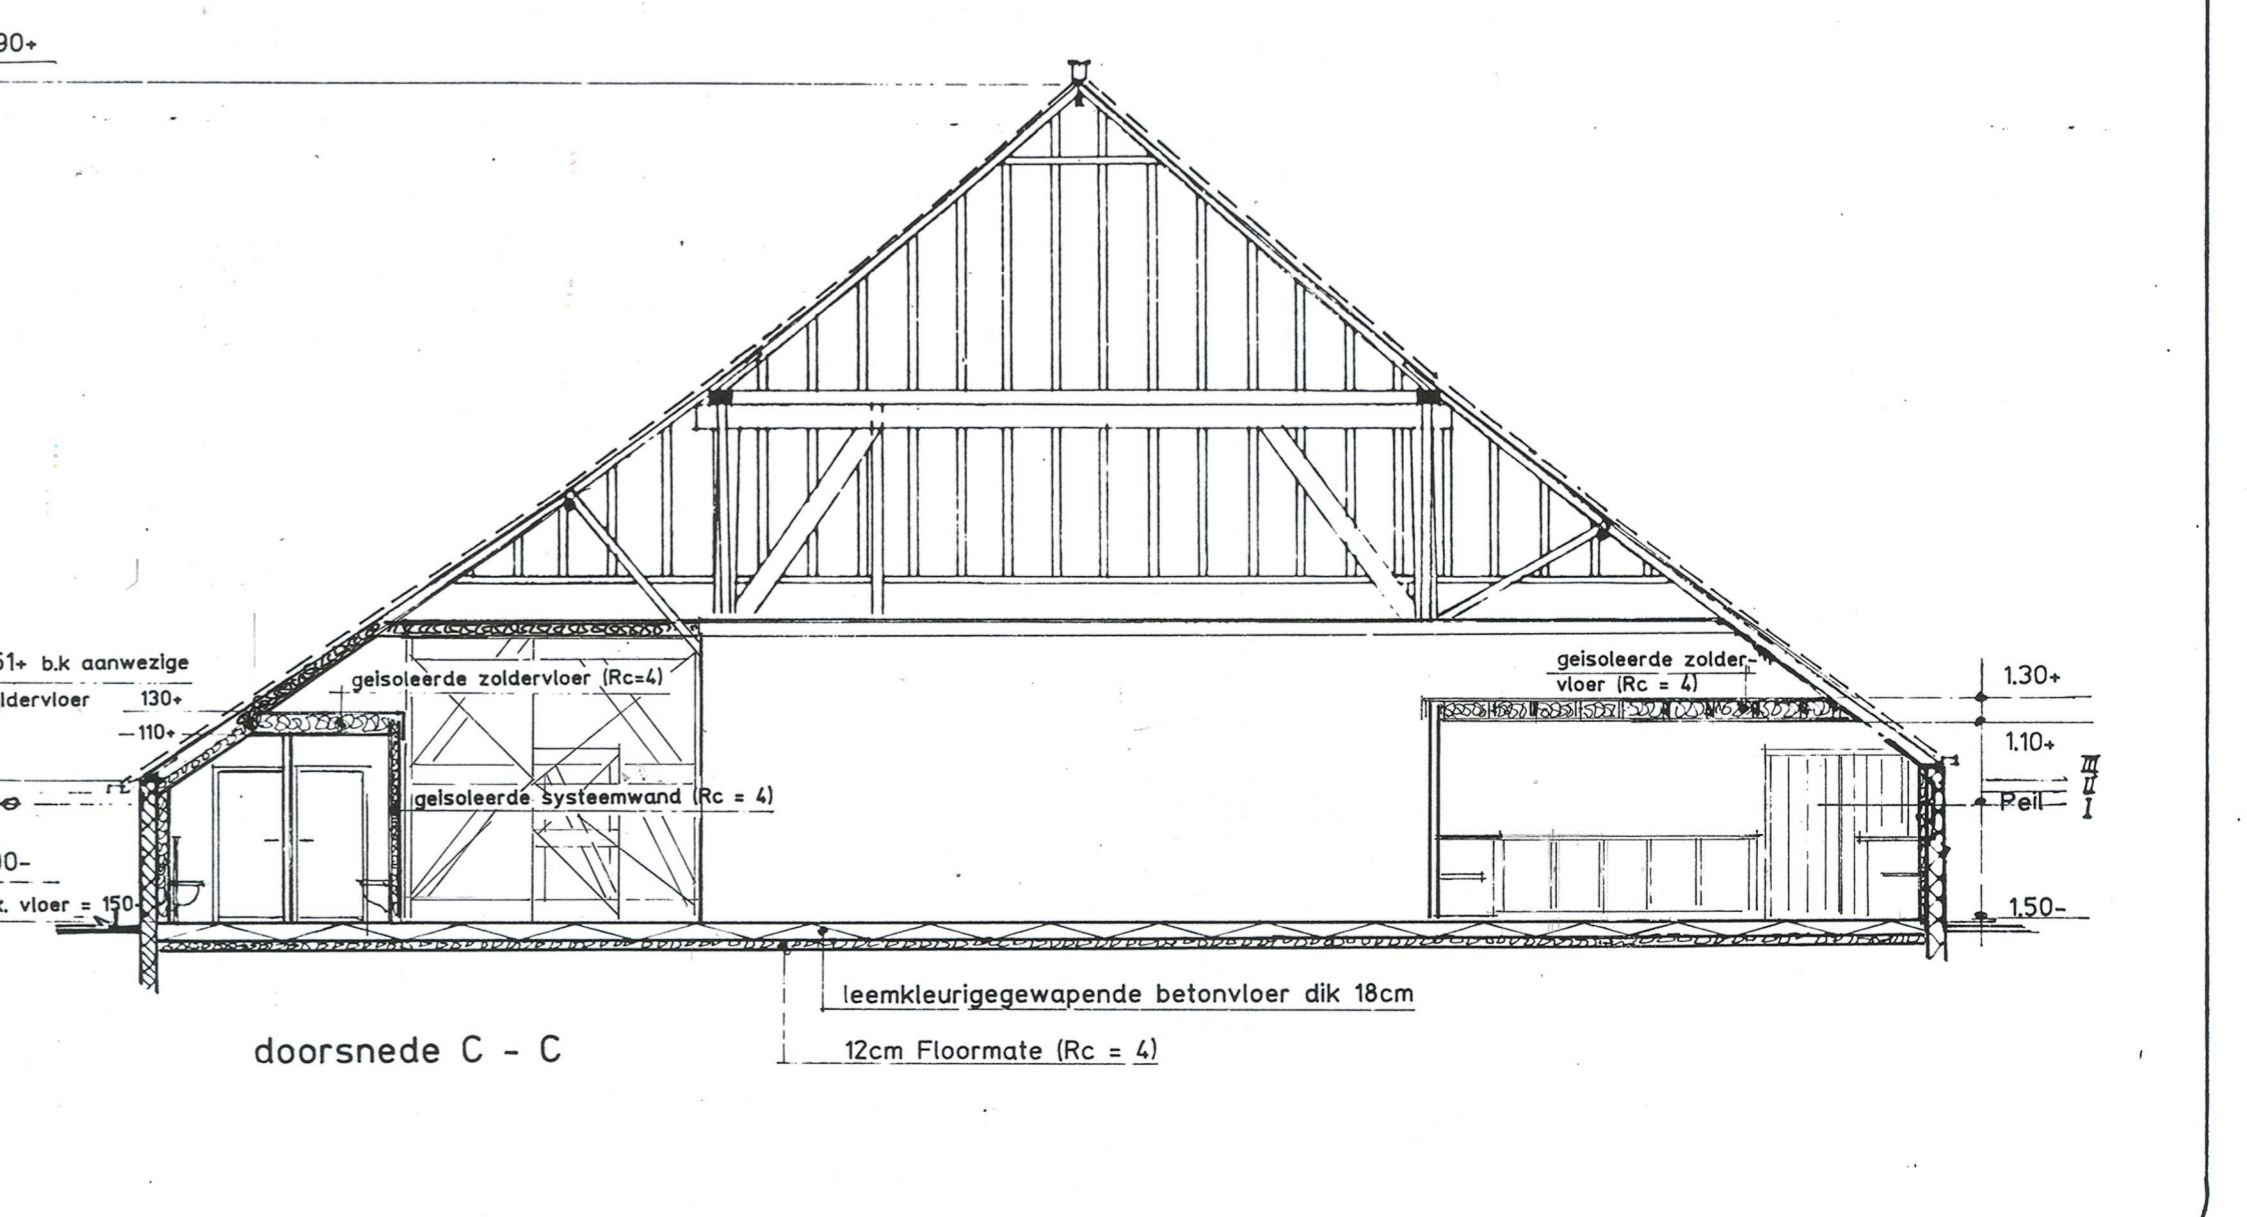 90+
51+ b.k aanwezige
ldervloer 130+
110+
geisoleerde zoldervloer (Rc=4)
geisoleerde systeemwand (Rc = 4)
geisoleerde zolder-
vloer (Rc = 4)
1.30+
1.10+
III
II
Peil I
1.50-
00-
vloer = 150-
leemkleurigegewapende betonvloer dik 18cm
12cm Floormate (Rc = 4)
doorsnede C - C